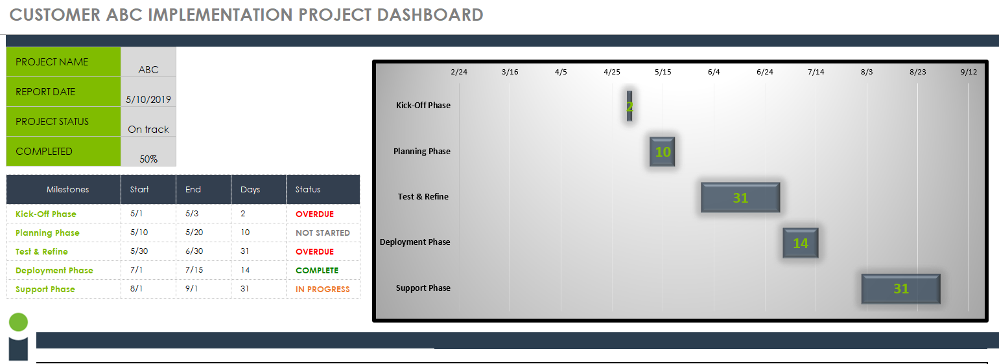 CUSTOMER ABC IMPLEMENTATION PROJECT DASHBOARD
PROJECT NAME ABC
REPORT DATE 5/10/2019
PROJECT STATUS On track
COMPLETED 50%
Milestones Start End Days Status
Kick-Off Phase 5/1 5/3 2 OVERDUE
Planning Phase 5/10 5/20 10 NOT STARTED
Test & Refine 5/30 6/30 31 OVERDUE
Deployment Phase 7/1 7/15 14 COMPLETE
Support Phase 8/1 9/1 31 IN PROGRESS
2/24 3/16 4/5 4/25 5/15 6/4 6/24 7/14 8/3 8/23 9/12
Kick-Off Phase 2
Planning Phase 10
Test & Refine 31
Deployment Phase 14
Support Phase 31